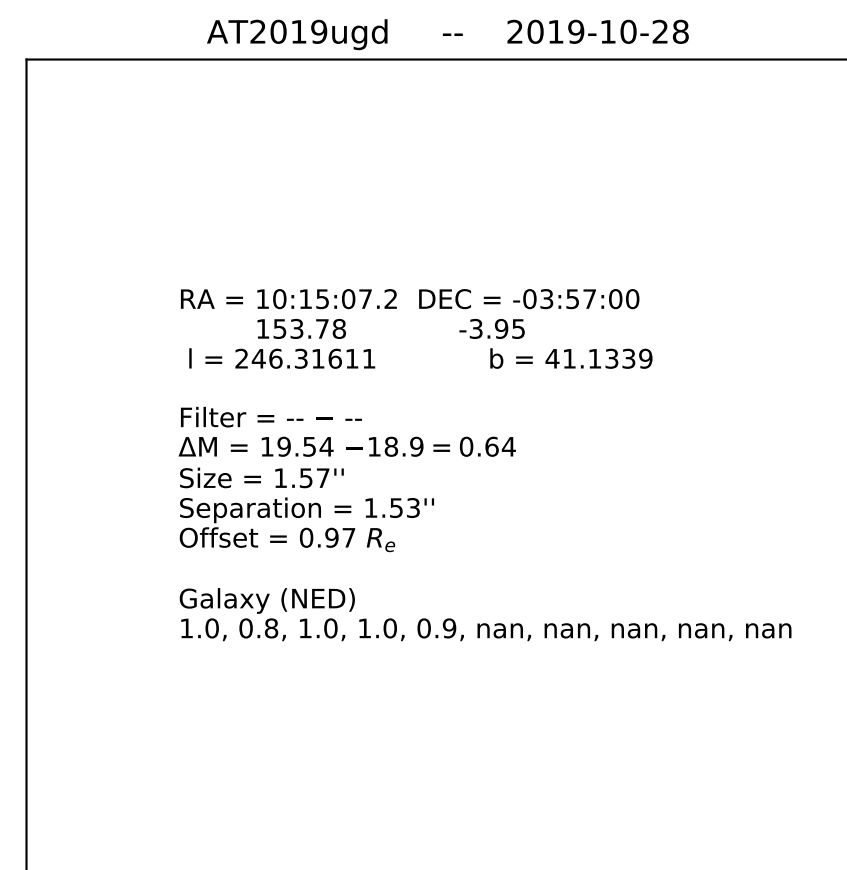 AT2019ugd -- 2019-10-28
RA = 10:15:07.2 DEC = -03:57:00
153.78 -3.95
l = 246.31611 b = 41.1339
Filter = -- − --
ΔM = 19.54 −18.9 = 0.64
Size = 1.57''
Separation = 1.53''
Offset = 0.97 Re
Galaxy (NED)
1.0, 0.8, 1.0, 1.0, 0.9, nan, nan, nan, nan, nan